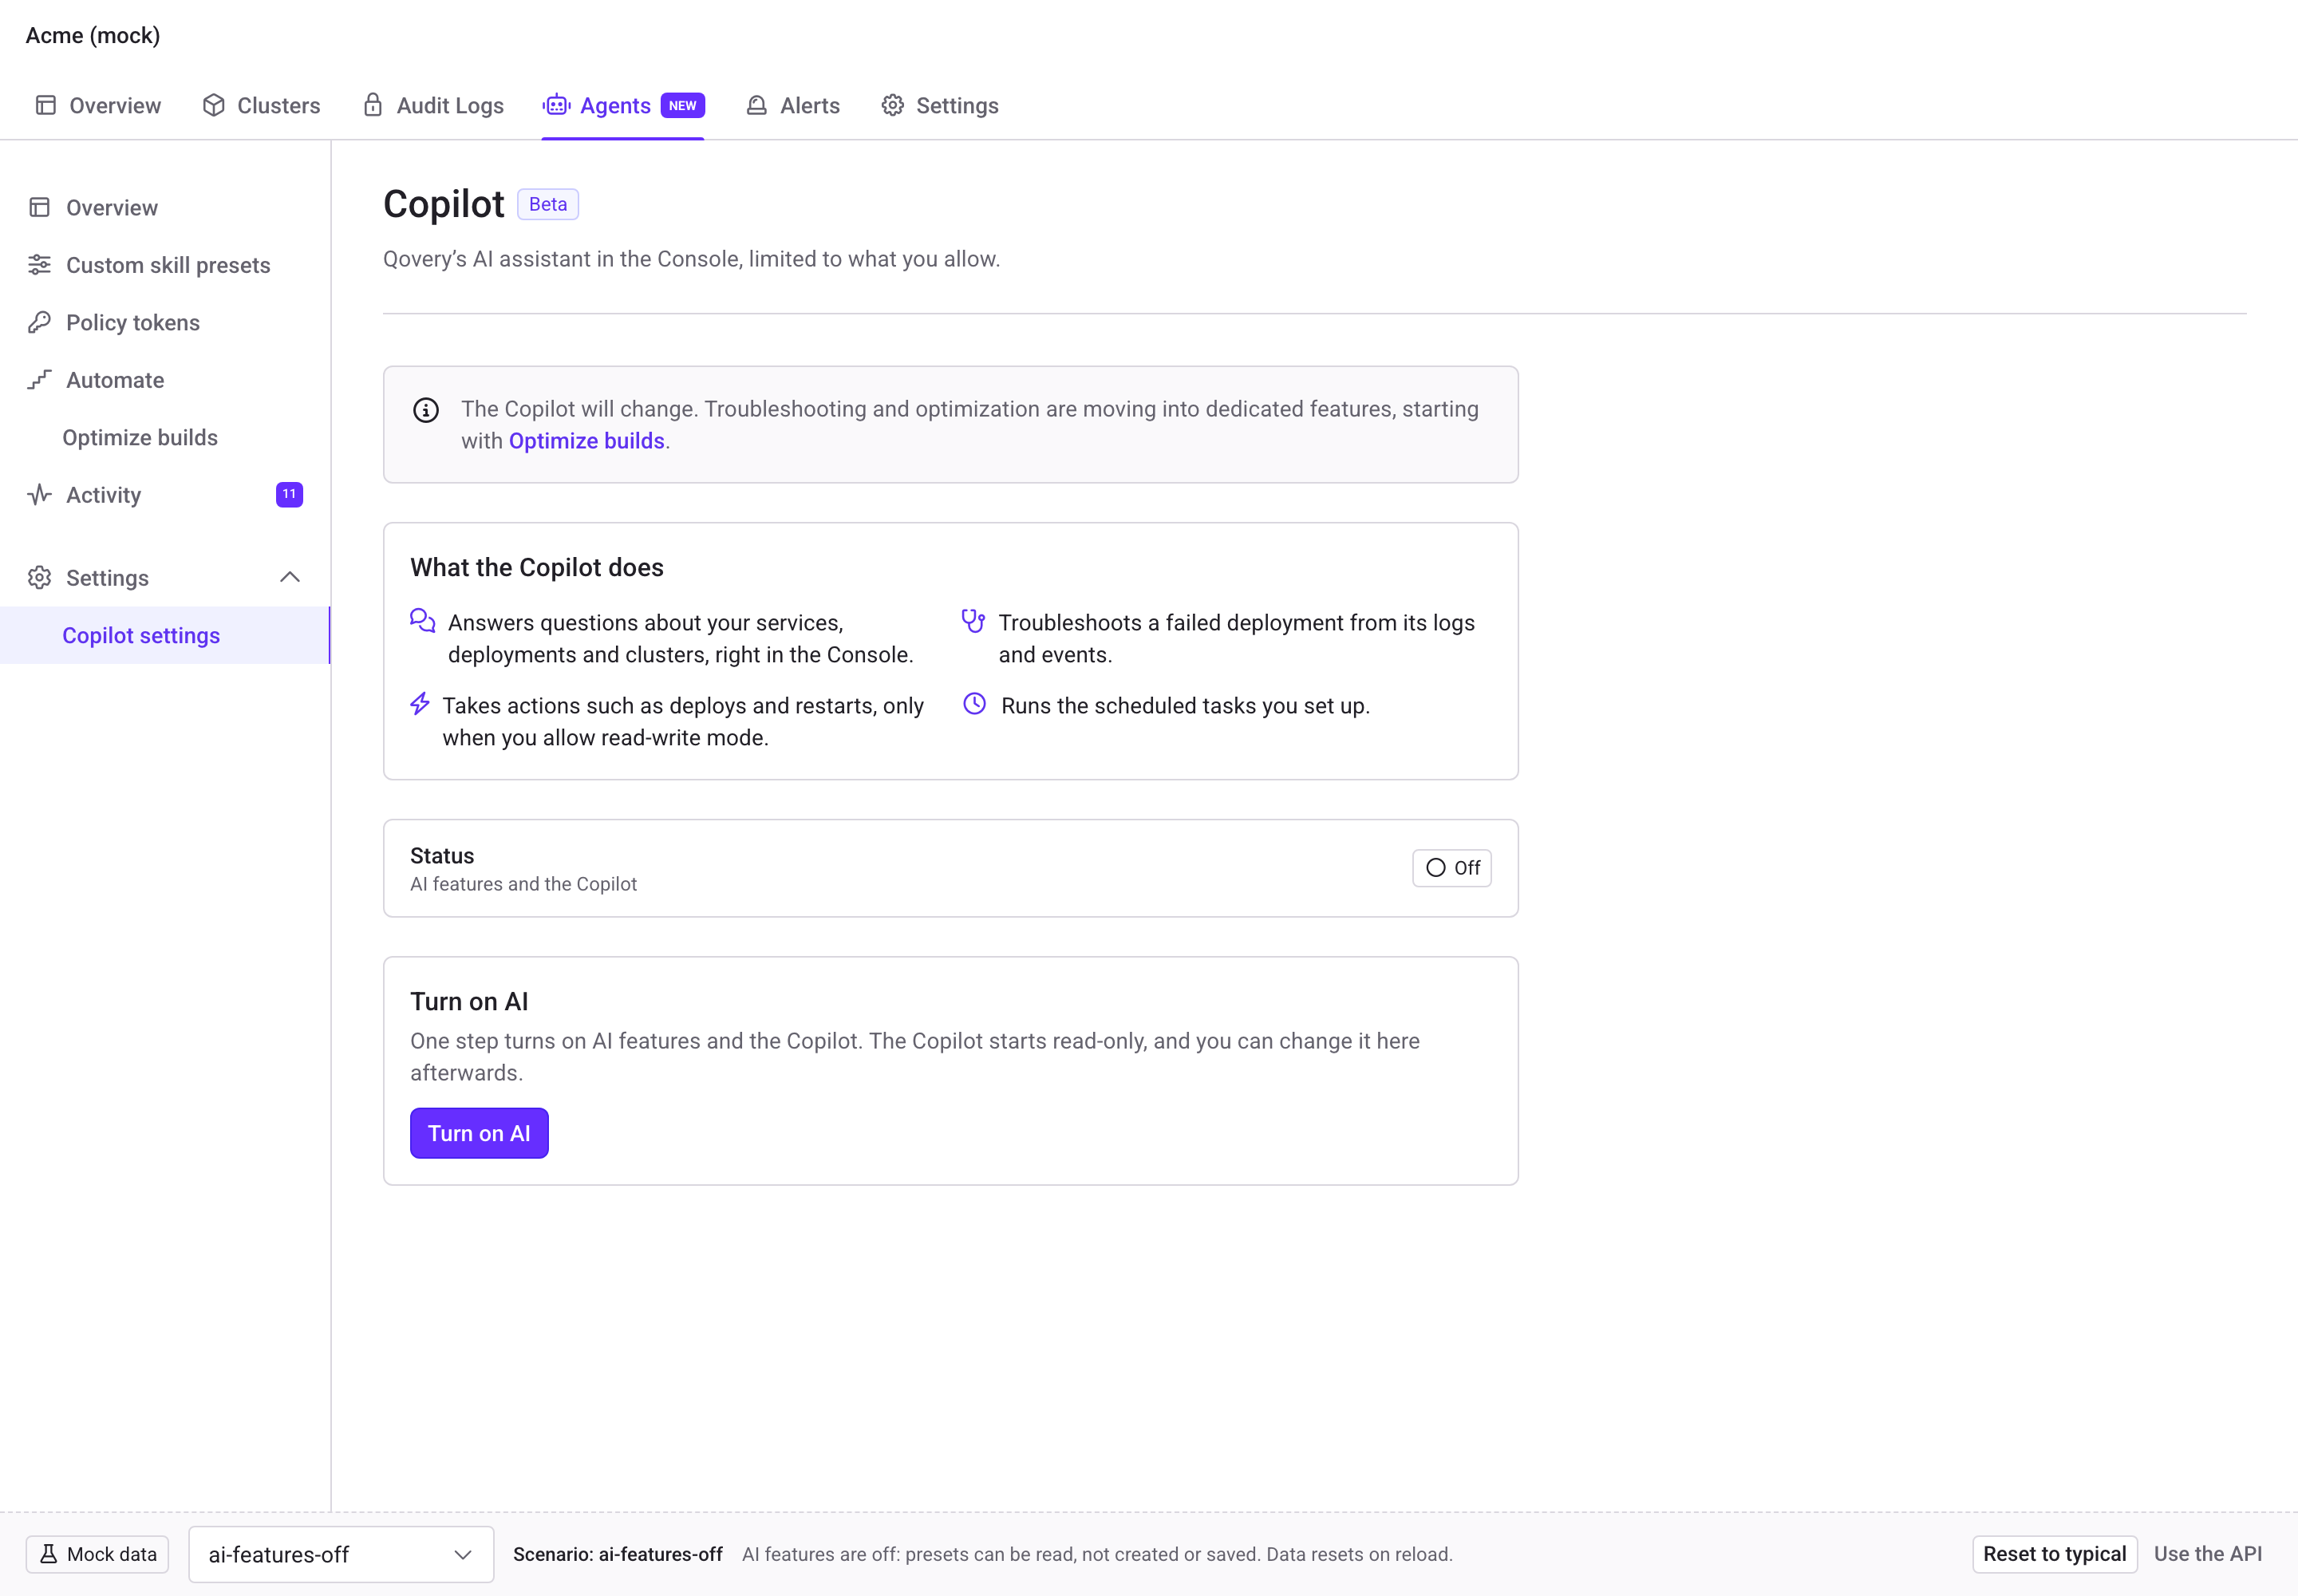 Acme (mock)
Overview
Clusters
Audit Logs
Agents NEW
Alerts
Settings
Overview
Custom skill presets
Policy tokens
Automate
Optimize builds
Activity 11
Settings
Copilot settings
Copilot Beta
Qovery’s AI assistant in the Console, limited to what you allow.
The Copilot will change. Troubleshooting and optimization are moving into dedicated features, starting
with Optimize builds.
What the Copilot does
Answers questions about your services,
deployments and clusters, right in the Console.
Troubleshoots a failed deployment from its logs
and events.
Takes actions such as deploys and restarts, only
when you allow read-write mode.
Runs the scheduled tasks you set up.
Status
AI features and the Copilot
Off
Turn on AI
One step turns on AI features and the Copilot. The Copilot starts read-only, and you can change it here
afterwards.
Turn on AI
Mock data
ai-features-off
Scenario: ai-features-off
AI features are off: presets can be read, not created or saved. Data resets on reload.
Reset to typical
Use the API